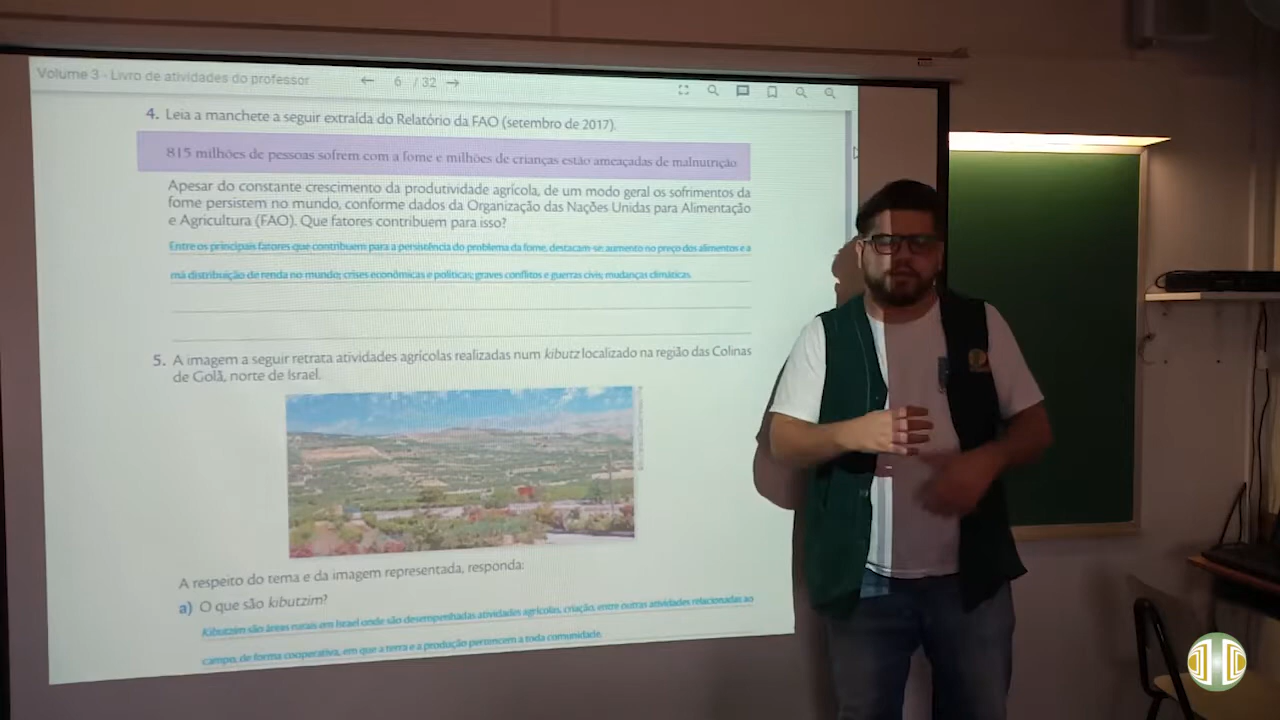 Volume 3 - Livro de atividades do professor
6 / 32
4. Leia a manchete a seguir extraída do Relatório da FAO (setembro de 2017).
815 milhões de pessoas sofrem com a fome e milhões de crianças estão ameaçadas de malnutrição
Apesar do constante crescimento da produtividade agrícola, de um modo geral os sofrimentos da
fome persistem no mundo, conforme dados da Organização das Nações Unidas para Alimentação
e Agricultura (FAO). Que fatores contribuem para isso?
Entre os principais fatores que contribuem para a persistência do problema da fome, destacam-se: aumento no preço dos alimentos e a
má distribuição de renda no mundo; crises econômicas e políticas; graves conflitos e guerras civis; mudanças climáticas.
5. A imagem a seguir retrata atividades agrícolas realizadas num kibutz localizado na região das Colinas
de Golã, norte de Israel.
A respeito do tema e da imagem representada, responda:
a) O que são kibutzim?
Kibutzim são áreas rurais em Israel onde são desempenhadas atividades agrícolas, criação, entre outras atividades relacionadas ao
campo, de forma cooperativa, em que a terra e a produção pertencem a toda comunidade.